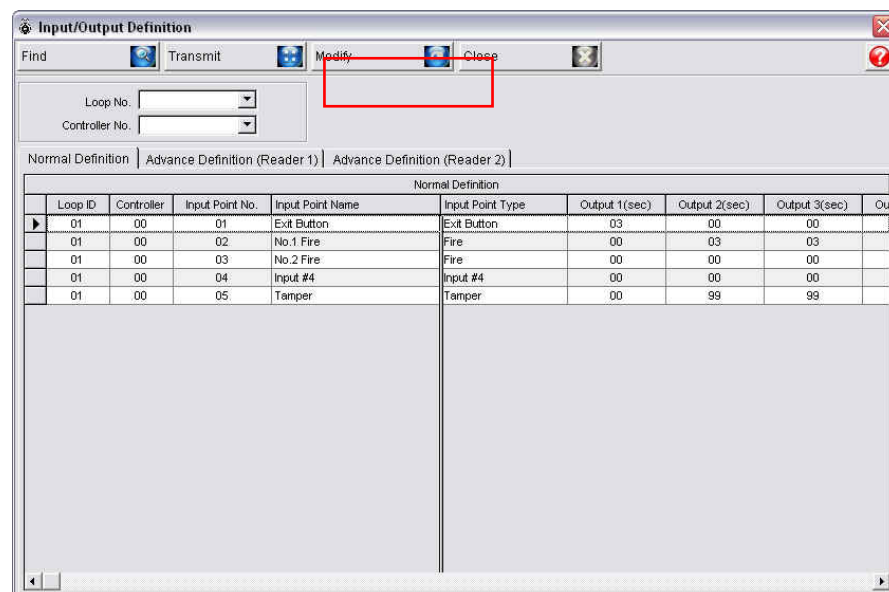 Input/Output Definition
Find Transmit Modify Close
Loop No.
Controller No.
Normal Definition Advance Definition (Reader 1) Advance Definition (Reader 2)
Normal Definition
Loop ID Controller Input Point No. Input Point Name Input Point Type Output 1(sec) Output 2(sec) Output 3(sec) Ou
01 00 01 Exit Button Exit Button 03 00 00
01 00 02 No.1 Fire Fire 00 03 03
01 00 03 No.2 Fire Fire 00 00 00
01 00 04 Input #4 Input #4 00 00 00
01 00 05 Tamper Tamper 00 99 99